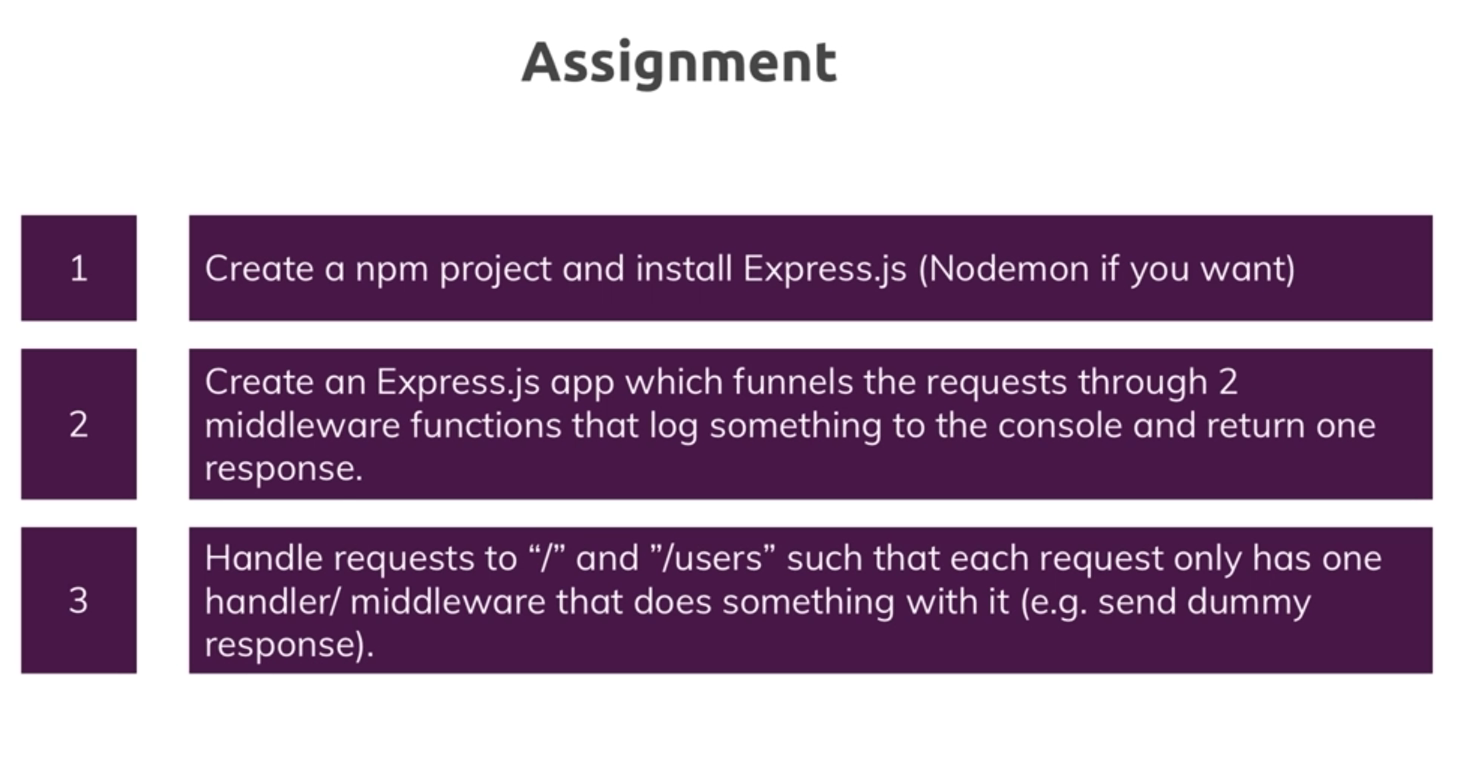 Assignment
1
Create a npm project and install Express.js (Nodemon if you want)
2
Create an Express.js app which funnels the requests through 2
middleware functions that log something to the console and return one
response.
3
Handle requests to “/” and ”/users” such that each request only has one
handler/ middleware that does something with it (e.g. send dummy
response).